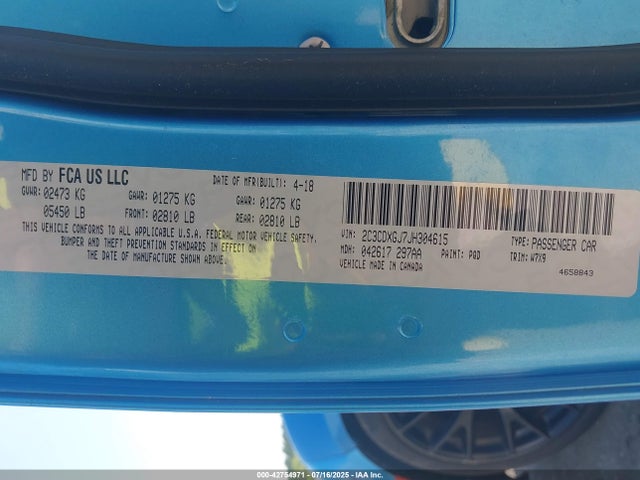 MFD BY FCA US LLC
DATE OF MFR(BUILT): 4-18
GVWR: 02473 KG GAWR: 01275 KG GAWR: 01275 KG
05450 LB FRONT: 02810 LB REAR: 02810 LB
THIS VEHICLE CONFORMS TO ALL APPLICABLE U.S.A. FEDERAL MOTOR VEHICLE SAFETY,
BUMPER AND THEFT PREVENTION STANDARDS IN EFFECT ON
THE DATE OF MANUFACTURE SHOWN ABOVE.
VIN: 2C3CDXGJ7JH304615 TYPE: PASSENGER CAR
MDH: 042617 297AA PAINT: PQD TRIM: W7X9
VEHICLE MADE IN CANADA 4658843
000-42754971 - 07/16/2025 - IAAI.COM